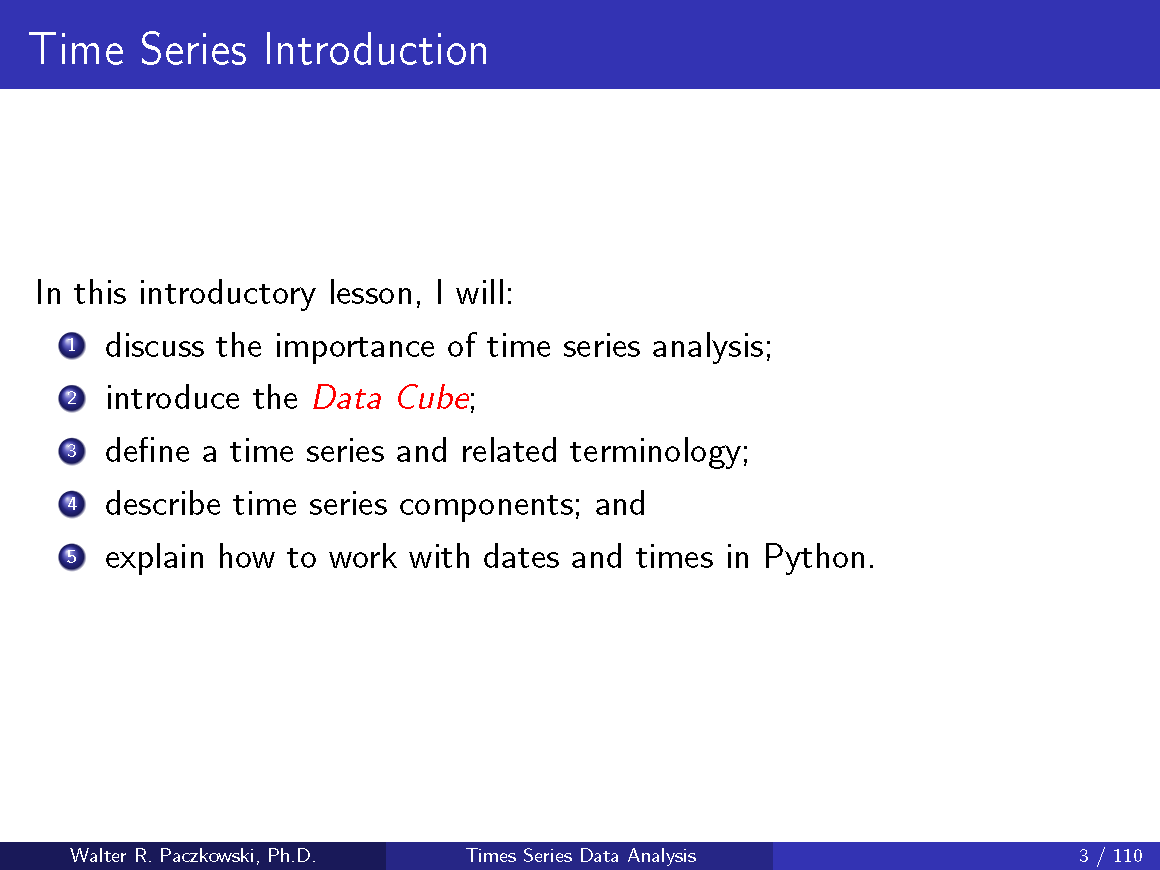 Time Series Introduction
In this introductory lesson, I will:
1 discuss the importance of time series analysis;
2 introduce the Data Cube;
3 define a time series and related terminology;
4 describe time series components; and
5 explain how to work with dates and times in Python.
Walter R. Paczkowski, Ph.D. Times Series Data Analysis 3 / 110